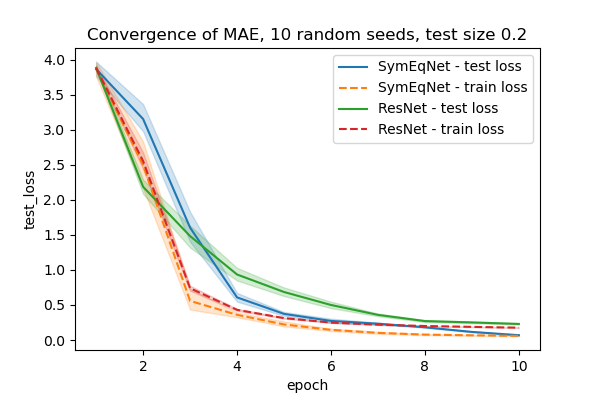 Convergence of MAE, 10 random seeds, test size 0.2
SymEqNet - test loss
SymEqNet - train loss
ResNet - test loss
ResNet - train loss
test_loss
4.0
3.5
3.0
2.5
2.0
1.5
1.0
0.5
0.0
2 4 6 8 10
epoch